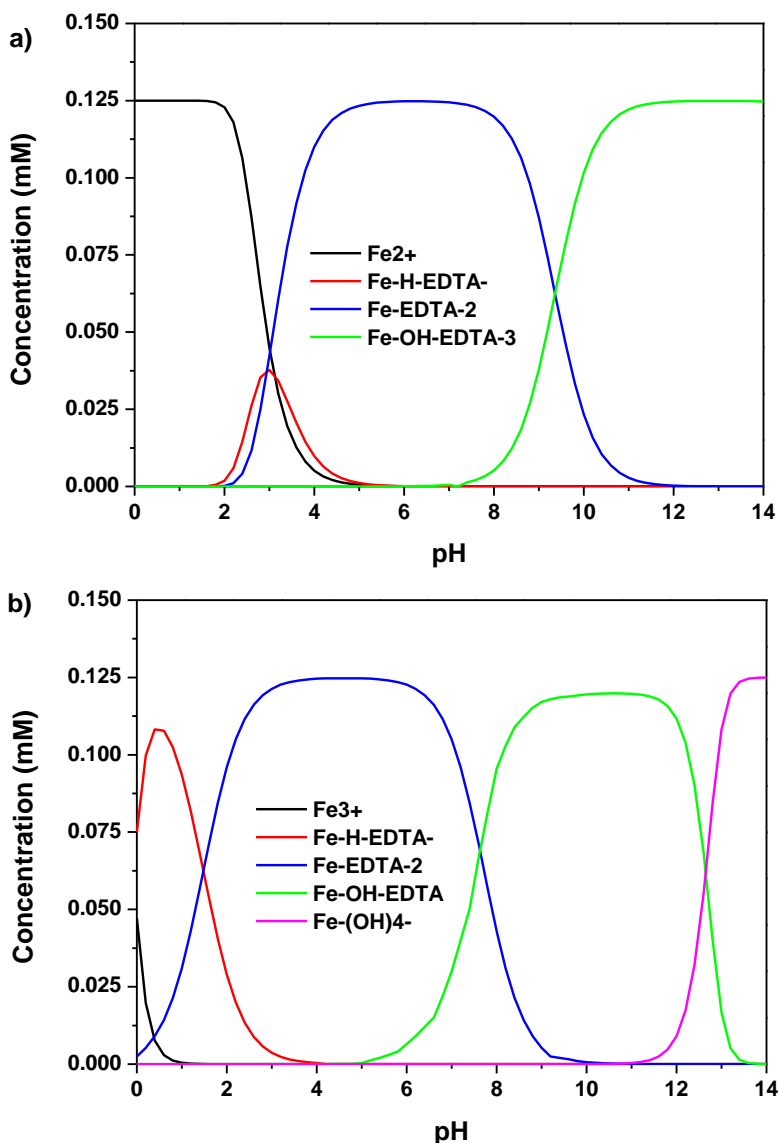 a)
0.150
0.125
0.100
0.075
0.050
0.025
0.000
Concentration (mM)
Fe2+
Fe-H-EDTA-
Fe-EDTA-2
Fe-OH-EDTA-3
0 2 4 6 8 10 12 14
pH
b)
0.150
0.125
0.100
0.075
0.050
0.025
0.000
Concentration (mM)
Fe3+
Fe-H-EDTA-
Fe-EDTA-2
Fe-OH-EDTA
Fe-(OH)4-
0 2 4 6 8 10 12 14
pH